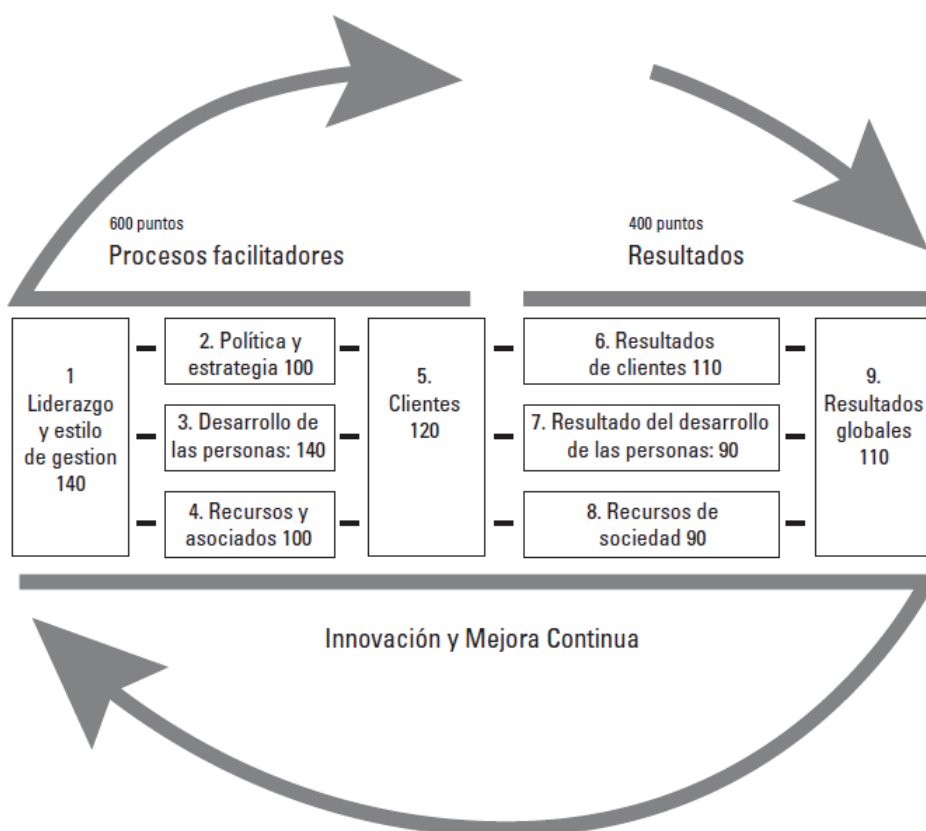 600 puntos
Procesos facilitadores
400 puntos
Resultados
1
Liderazgo
y estilo
de gestion
140
2. Política y
estrategia 100
3. Desarrollo de
las personas: 140
4. Recursos y
asociados 100
5.
Clientes
120
6. Resultados
de clientes 110
7. Resultado del desarrollo
de las personas: 90
8. Recursos de
sociedad 90
9.
Resultados
globales
110
Innovación y Mejora Continua